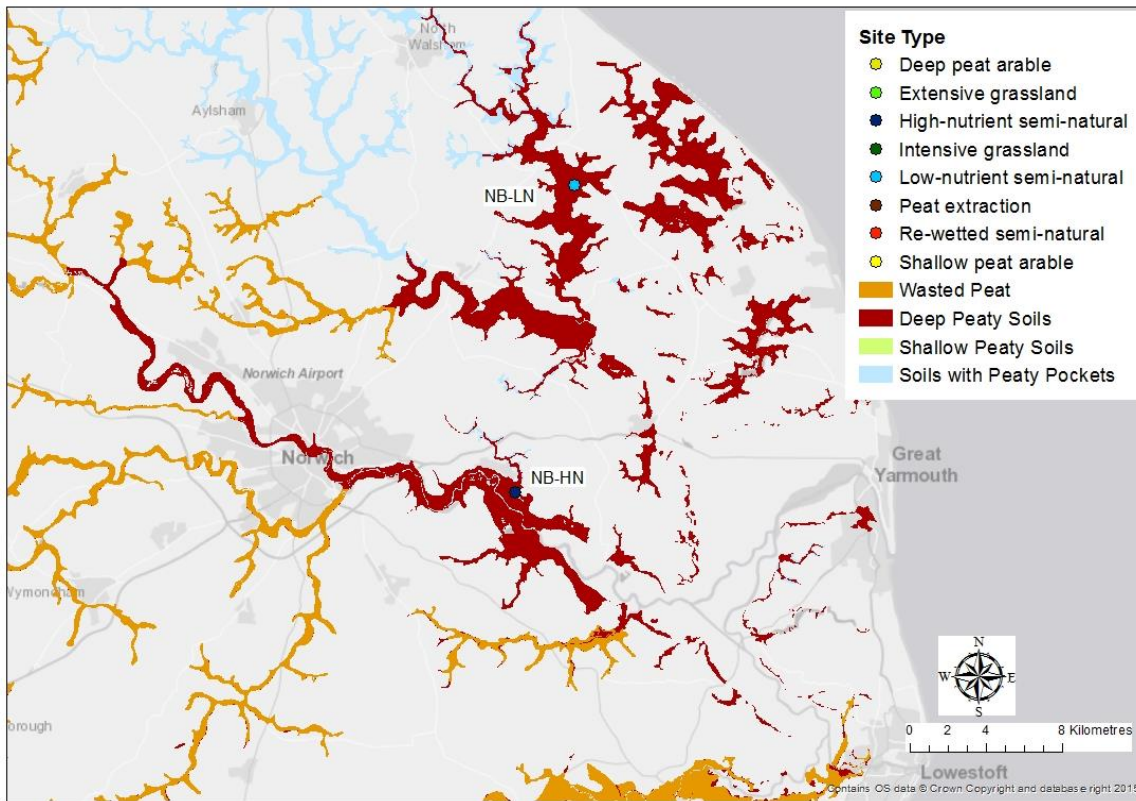 North
Walsham
Aylsham
NB-LN
Norwich Airport
Norwich
NB-HN
Great
Yarmouth
Wymondham
orough
Lowestoft
Site Type
Deep peat arable
Extensive grassland
High-nutrient semi-natural
Intensive grassland
Low-nutrient semi-natural
Peat extraction
Re-wetted semi-natural
Shallow peat arable
Wasted Peat
Deep Peaty Soils
Shallow Peaty Soils
Soils with Peaty Pockets
N
W E
S
0 2 4 8 Kilometres
Contains OS data © Crown Copyright and database right 2018